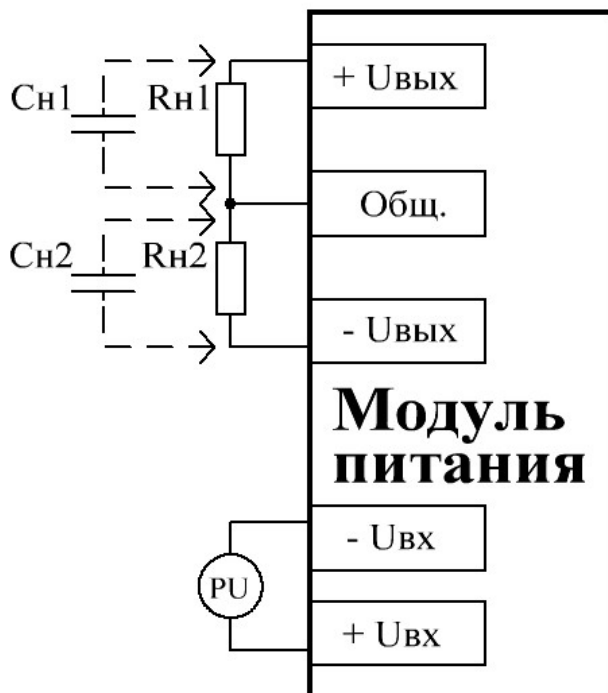 + Uвых
Сн1
Rн1
Общ.
Сн2
Rн2
- Uвых
Модуль
питания
- Uвх
PU
+ Uвх